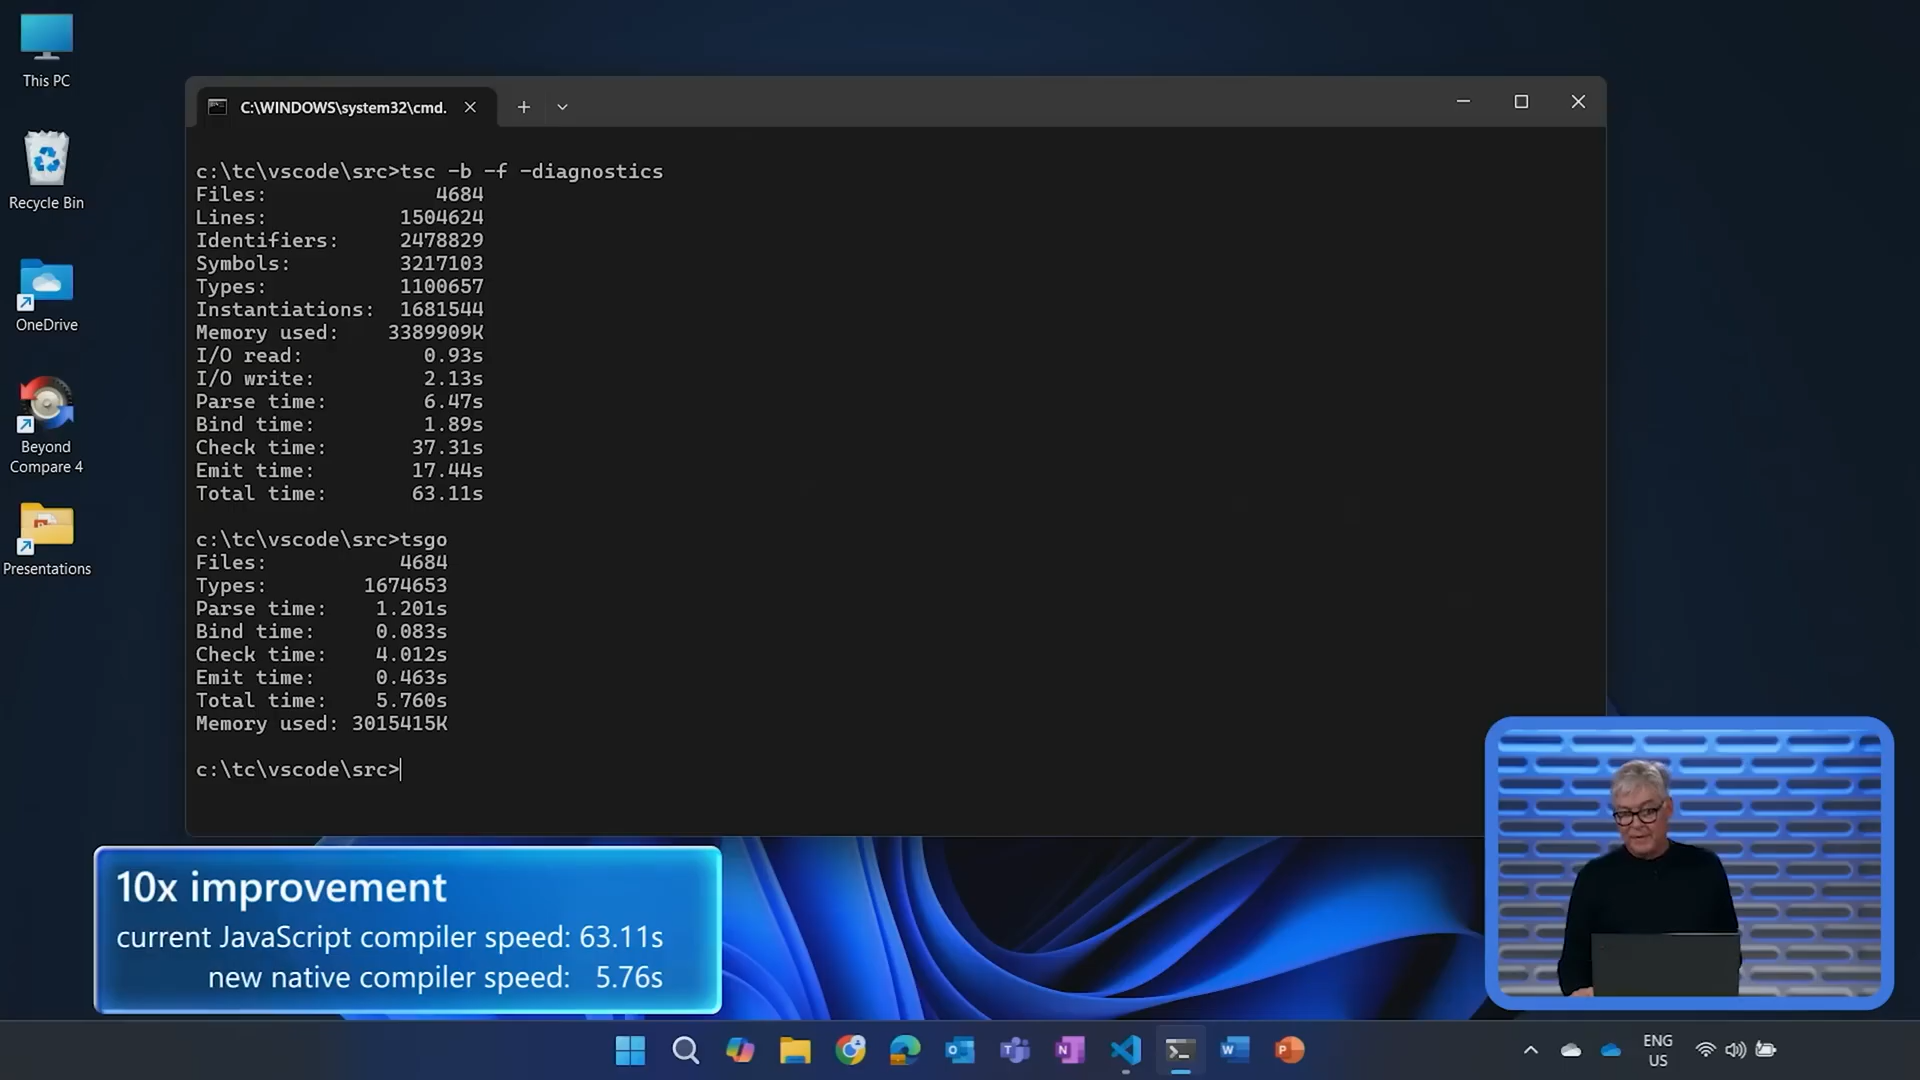 This PC
Recycle Bin
OneDrive
Beyond
Compare 4
Presentations
C:\WINDOWS\system32\cmd.
c:\tc\vscode\src>tsc -b -f -diagnostics
Files: 4684
Lines: 1504624
Identifiers: 2478829
Symbols: 3217103
Types: 1100657
Instantiations: 1681544
Memory used: 3389909K
I/O read: 0.93s
I/O write: 2.13s
Parse time: 6.47s
Bind time: 1.89s
Check time: 37.31s
Emit time: 17.44s
Total time: 63.11s
c:\tc\vscode\src>tsgo
Files: 4684
Types: 1674653
Parse time: 1.201s
Bind time: 0.083s
Check time: 4.012s
Emit time: 0.463s
Total time: 5.760s
Memory used: 3015415K
c:\tc\vscode\src>
10x improvement
current JavaScript compiler speed: 63.11s
new native compiler speed: 5.76s
ENG
US